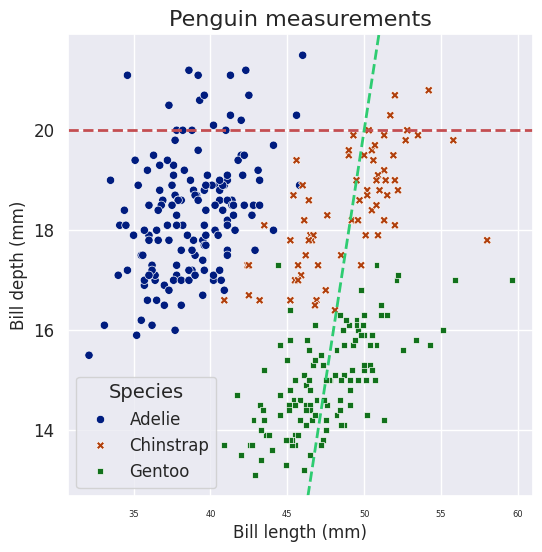 Penguin measurements
Bill depth (mm)
20
18
16
14
Species
Adelie
Chinstrap
Gentoo
35 40 45 50 55 60
Bill length (mm)